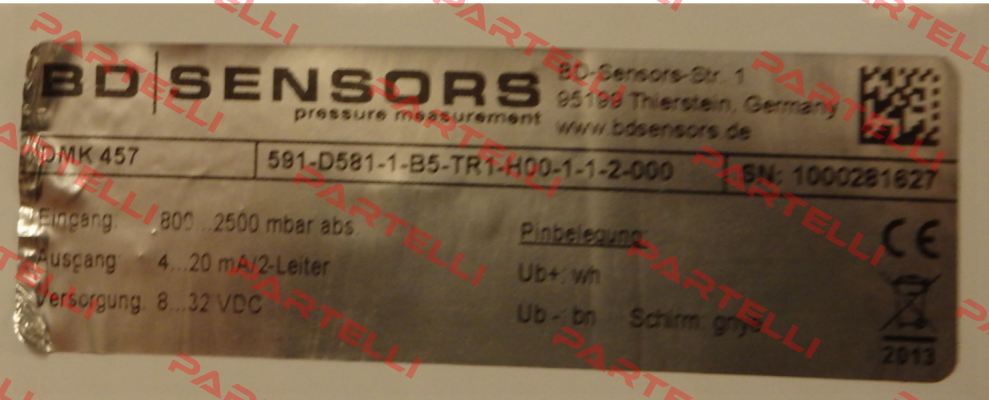 BD|SENSORS
pressure measurement
BD-Sensors-Str. 1
95199 Thierstein, Germany
www.bdsensors.de
DMK 457 591-D581-1-B5-TR1-H00-1-1-2-000 SN: 1000281627
Eingang: 800...2500 mbar abs.
Ausgang: 4...20 mA/2-Leiter
Versorgung: 8...32 VDC
Pinbelegung:
Ub+: wn
Ub -: bn Schirm: gnye
CE
2013
PARTELLI